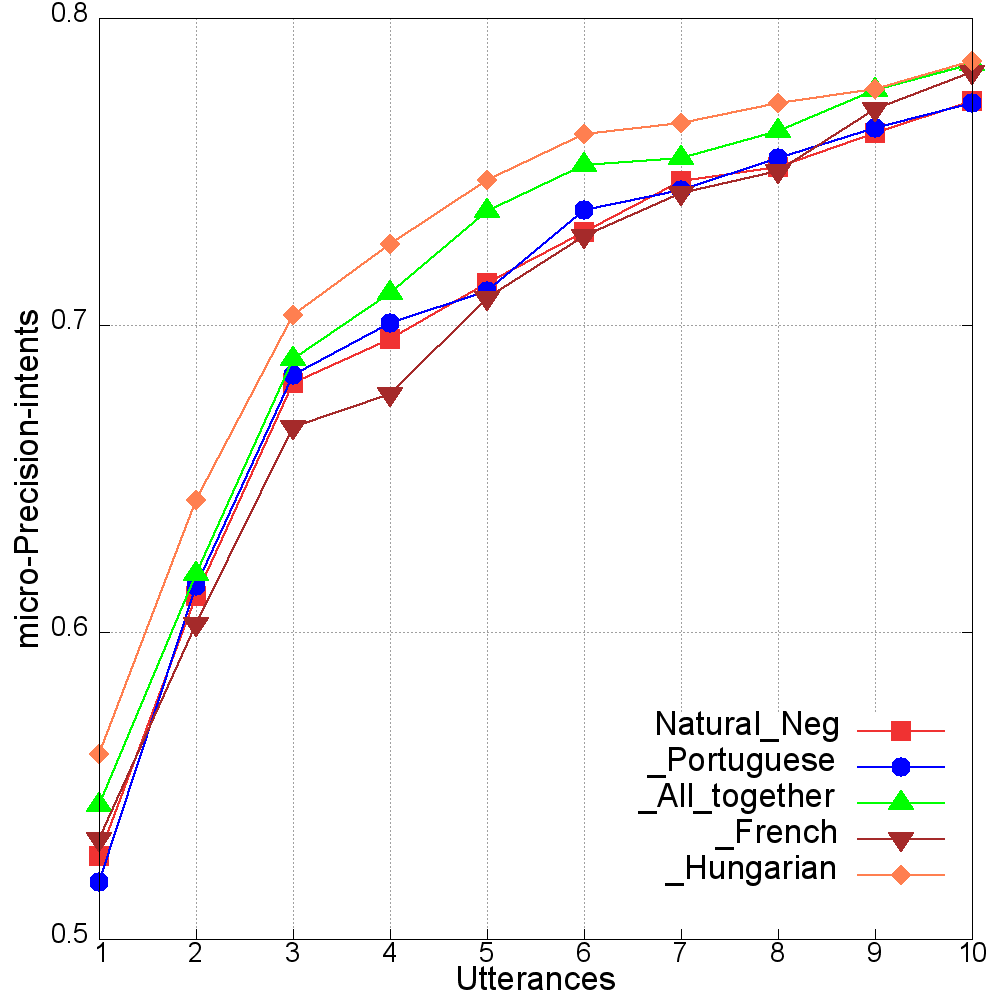 0.8
0.7
0.6
0.5
micro-Precision-intents
Natural_Neg
_Portuguese
_All_together
_French
_Hungarian
1 2 3 4 5 6 7 8 9 10
Utterances